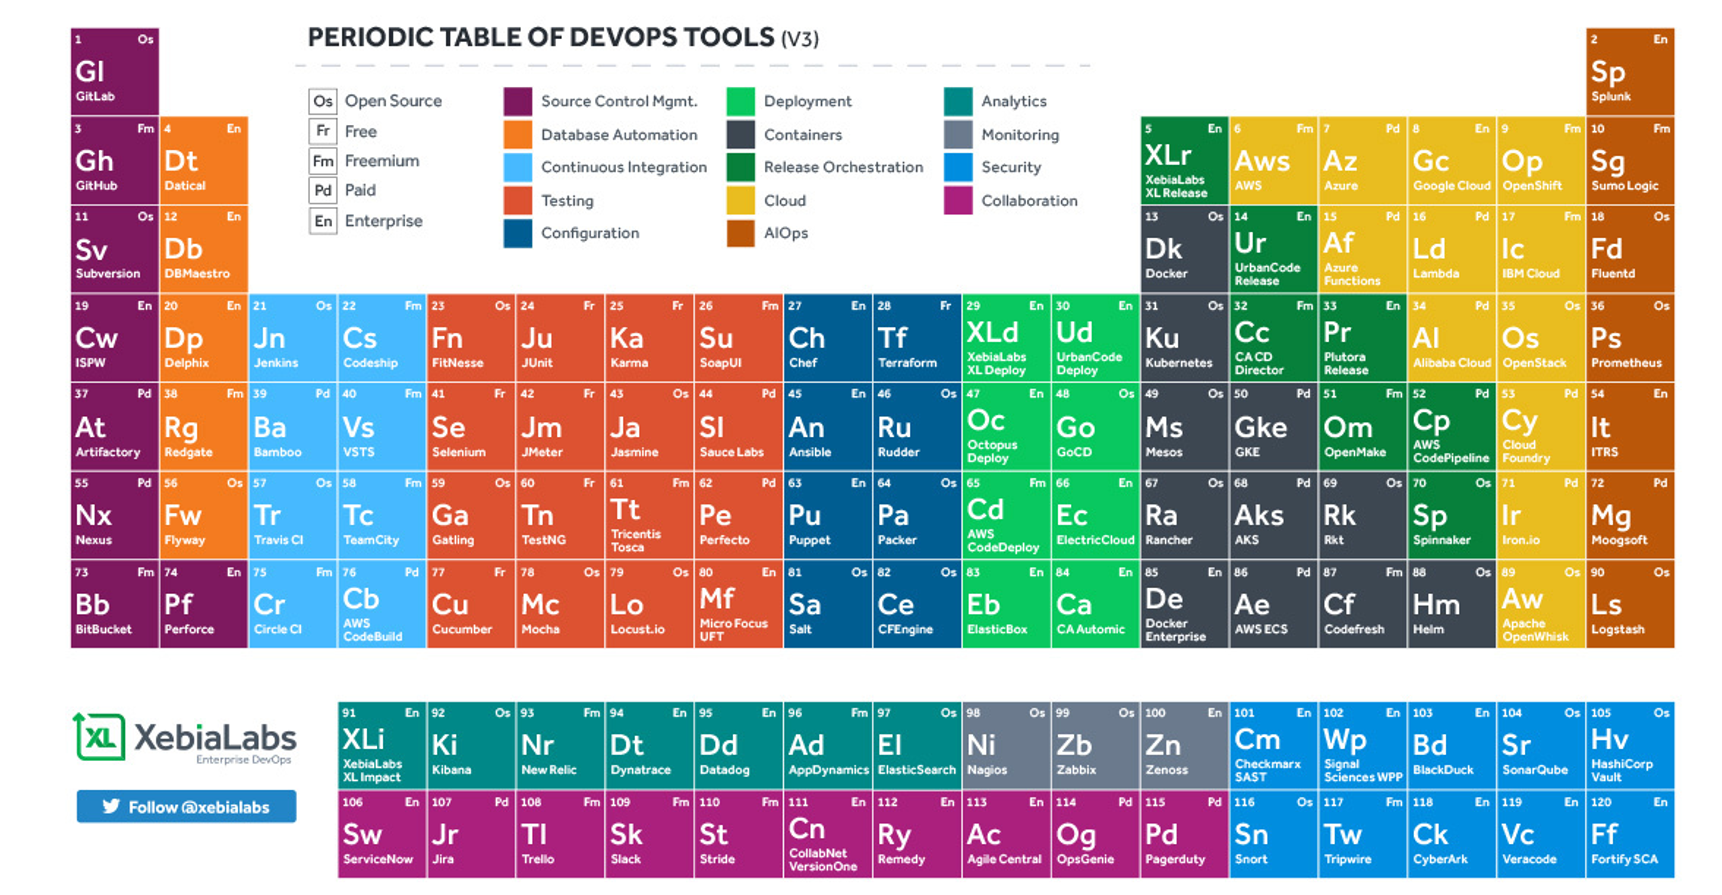 PERIODIC TABLE OF DEVOPS TOOLS (V3)
Os Open Source
Fr Free
Fm Freemium
Pd Paid
En Enterprise
Source Control Mgmt.
Database Automation
Continuous Integration
Testing
Configuration
Deployment
Containers
Release Orchestration
Cloud
AIOps
Analytics
Monitoring
Security
Collaboration
1 Os
Gl
GitLab
2 En
Sp
Splunk
3 Fm
Gh
GitHub
4 En
Dt
Datical
5 En
XLr
XebiaLabs
XL Release
6 Fm
Aws
AWS
7 Pd
Az
Azure
8 En
Gc
Google Cloud
9 Fm
Op
OpenShift
10 Fm
Sg
Sumo Logic
11 Os
Sv
Subversion
12 En
Db
DBMaestro
13 Os
Dk
Docker
14 En
Ur
UrbanCode
Release
15 Pd
Af
Azure
Functions
16 Pd
Ld
Lambda
17 Fm
Ic
IBM Cloud
18 Os
Fd
Fluentd
19 En
Cw
ISPW
20 En
Dp
Delphix
21 Os
Jn
Jenkins
22 Fm
Cs
Codeship
23 Os
Fn
FitNesse
24 Fr
Ju
JUnit
25 Fr
Ka
Karma
26 Fm
Su
SoapUI
27 En
Ch
Chef
28 Fr
Tf
Terraform
29 En
XLd
XebiaLabs
XL Deploy
30 En
Ud
UrbanCode
Deploy
31 Os
Ku
Kubernetes
32 Fm
Cc
CA CD
Director
33 En
Pr
Plutora
Release
34 Pd
Al
Alibaba Cloud
35 Os
Os
OpenStack
36 Os
Ps
Prometheus
37 Pd
At
Artifactory
38 Fm
Rg
Redgate
39 Pd
Ba
Bamboo
40 Fm
Vs
VSTS
41 Fr
Se
Selenium
42 Fr
Jm
JMeter
43 Os
Ja
Jasmine
44 Pd
Sl
Sauce Labs
45 En
An
Ansible
46 Os
Ru
Rudder
47 En
Oc
Octopus
Deploy
48 Os
Go
GoCD
49 Os
Ms
Mesos
50 Pd
Gke
GKE
51 Fm
Om
OpenMake
52 Pd
Cp
AWS
CodePipeline
53 Pd
Cy
Cloud
Foundry
54 En
It
ITRS
55 Pd
Nx
Nexus
56 Os
Fw
Flyway
57 Os
Tr
Travis CI
58 Fm
Tc
TeamCity
59 Os
Ga
Gatling
60 Fr
Tn
TestNG
61 Fm
Tt
Tricentis
Tosca
62 Pd
Pe
Perfecto
63 En
Pu
Puppet
64 Os
Pa
Packer
65 Fm
Cd
AWS
CodeDeploy
66 En
Ec
ElectricCloud
67 Os
Ra
Rancher
68 Pd
Aks
AKS
69 Os
Rk
Rkt
70 Os
Sp
Spinnaker
71 Pd
Ir
Iron.io
72 Pd
Mg
Moogsoft
73 Fm
Bb
BitBucket
74 En
Pf
Perforce
75 Fm
Cr
Circle CI
76 Pd
Cb
AWS
CodeBuild
77 Fr
Cu
Cucumber
78 Os
Mc
Mocha
79 Os
Lo
Locust.io
80 En
Mf
Micro Focus
UFT
81 Os
Sa
Salt
82 Os
Ce
CFEngine
83 En
Eb
ElasticBox
84 En
Ca
CA Automic
85 En
De
Docker
Enterprise
86 Pd
Ae
AWS ECS
87 Fm
Cf
Codefresh
88 Os
Hm
Helm
89 Os
Aw
Apache
OpenWhisk
90 Os
Ls
Logstash
XL XebiaLabs
Enterprise DevOps
Follow @xebialabs
91 En
XLi
XebiaLabs
XL Impact
92 Os
Ki
Kibana
93 Fm
Nr
New Relic
94 En
Dt
Dynatrace
95 En
Dd
Datadog
96 Fm
Ad
AppDynamics
97 Os
El
ElasticSearch
98 Os
Ni
Nagios
99 Os
Zb
Zabbix
100 En
Zn
Zenoss
101 En
Cm
Checkmarx
SAST
102 En
Wp
Signal
Sciences WPP
103 En
Bd
BlackDuck
104 Os
Sr
SonarQube
105 Os
Hv
HashiCorp
Vault
106 En
Sw
ServiceNow
107 Pd
Jr
Jira
108 Fm
Tl
Trello
109 Fm
Sk
Slack
110 Fm
St
Stride
111 En
Cn
CollabNet
VersionOne
112 En
Ry
Remedy
113 En
Ac
Agile Central
114 Pd
Og
OpsGenie
115 Pd
Pd
Pagerduty
116 Os
Sn
Snort
117 Fm
Tw
Tripwire
118 En
Ck
CyberArk
119 En
Vc
Veracode
120 En
Ff
Fortify SCA